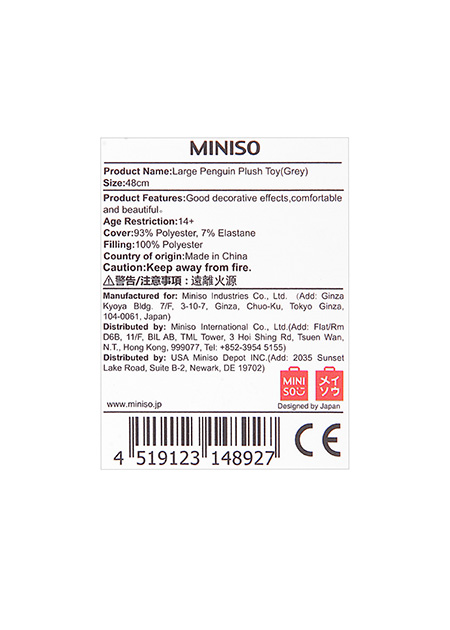 MINISO
Product Name:Large Penguin Plush Toy(Grey)
Size:48cm
Product Features:Good decorative effects,comfortable
and beautiful。
Age Restriction:14+
Cover:93% Polyester, 7% Elastane
Filling:100% Polyester
Country of origin:Made in China
Caution:Keep away from fire.
⚠警告/注意事項：遠離火源
Manufactured for: Miniso Industries Co., Ltd. (Add: Ginza
Kyoya Bldg. 7/F, 3-10-7, Ginza, Chuo-Ku, Tokyo Ginza,
104-0061, Japan)
Distributed by: Miniso International Co., Ltd.(Add: Flat/Rm
D6B, 11/F, BIL AB, TML Tower, 3 Hoi Shing Rd, Tsuen Wan,
N.T., Hong Kong, 999077, Tel: +852-3954 5155)
Distributed by: USA Miniso Depot INC.(Add: 2035 Sunset
Lake Road, Suite B-2, Newark, DE 19702)
MINI
SO
メイ
ソウ
www.miniso.jp
Designed by Japan
4 519123 148927
CE